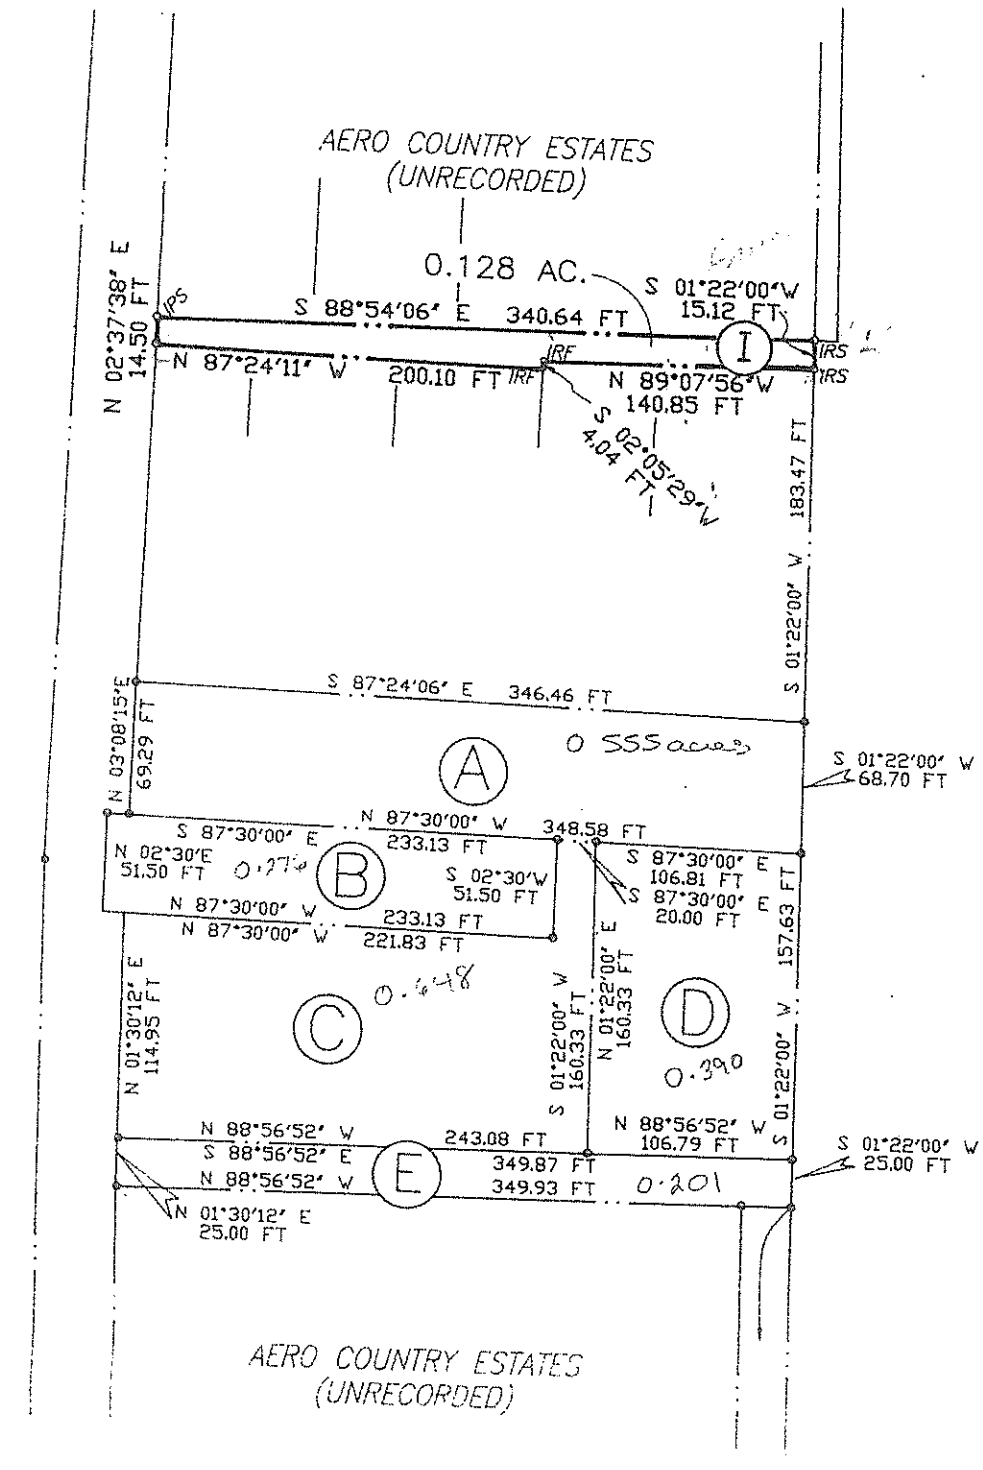 AERO COUNTRY ESTATES
(UNRECORDED)
0.128 AC.
S 01°22'00"W
15.12 FT
N 02°37'38" E
14.50 FT
IPS
S 88°54'06" E 340.64 FT
I
IRS
IRS
N 87°24'11" W 200.10 FT
IRF
IRF
N 89°07'56"W
140.85 FT
S 02°05'29"W
4.04 FT
S 01°22'00" W 183.47 FT
S 87°24'06" E 346.46 FT
N 03°08'15"E
69.29 FT
A
0 555 acres
S 01°22'00" W
68.70 FT
N 87°30'00" W 348.58 FT
S 87°30'00" E 233.13 FT
N 02°30'E
51.50 FT
B
S 02°30'W
51.50 FT
S 87°30'00" E
106.81 FT
S 87°30'00" E
20.00 FT
N 87°30'00" W 233.13 FT
N 87°30'00" W 221.83 FT
S 01°22'00" W 157.63 FT
N 01°30'12" E
114.95 FT
C
0.648
S 01°22'00" W
160.33 FT
N 01°22'00" E
160.33 FT
D
0.390
N 88°56'52" W 243.08 FT
N 88°56'52" W
106.79 FT
S 88°56'52" E 349.87 FT
N 88°56'52" W 349.93 FT
E
0.201
S 01°22'00" W
25.00 FT
N 01°30'12" E
25.00 FT
AERO COUNTRY ESTATES
(UNRECORDED)